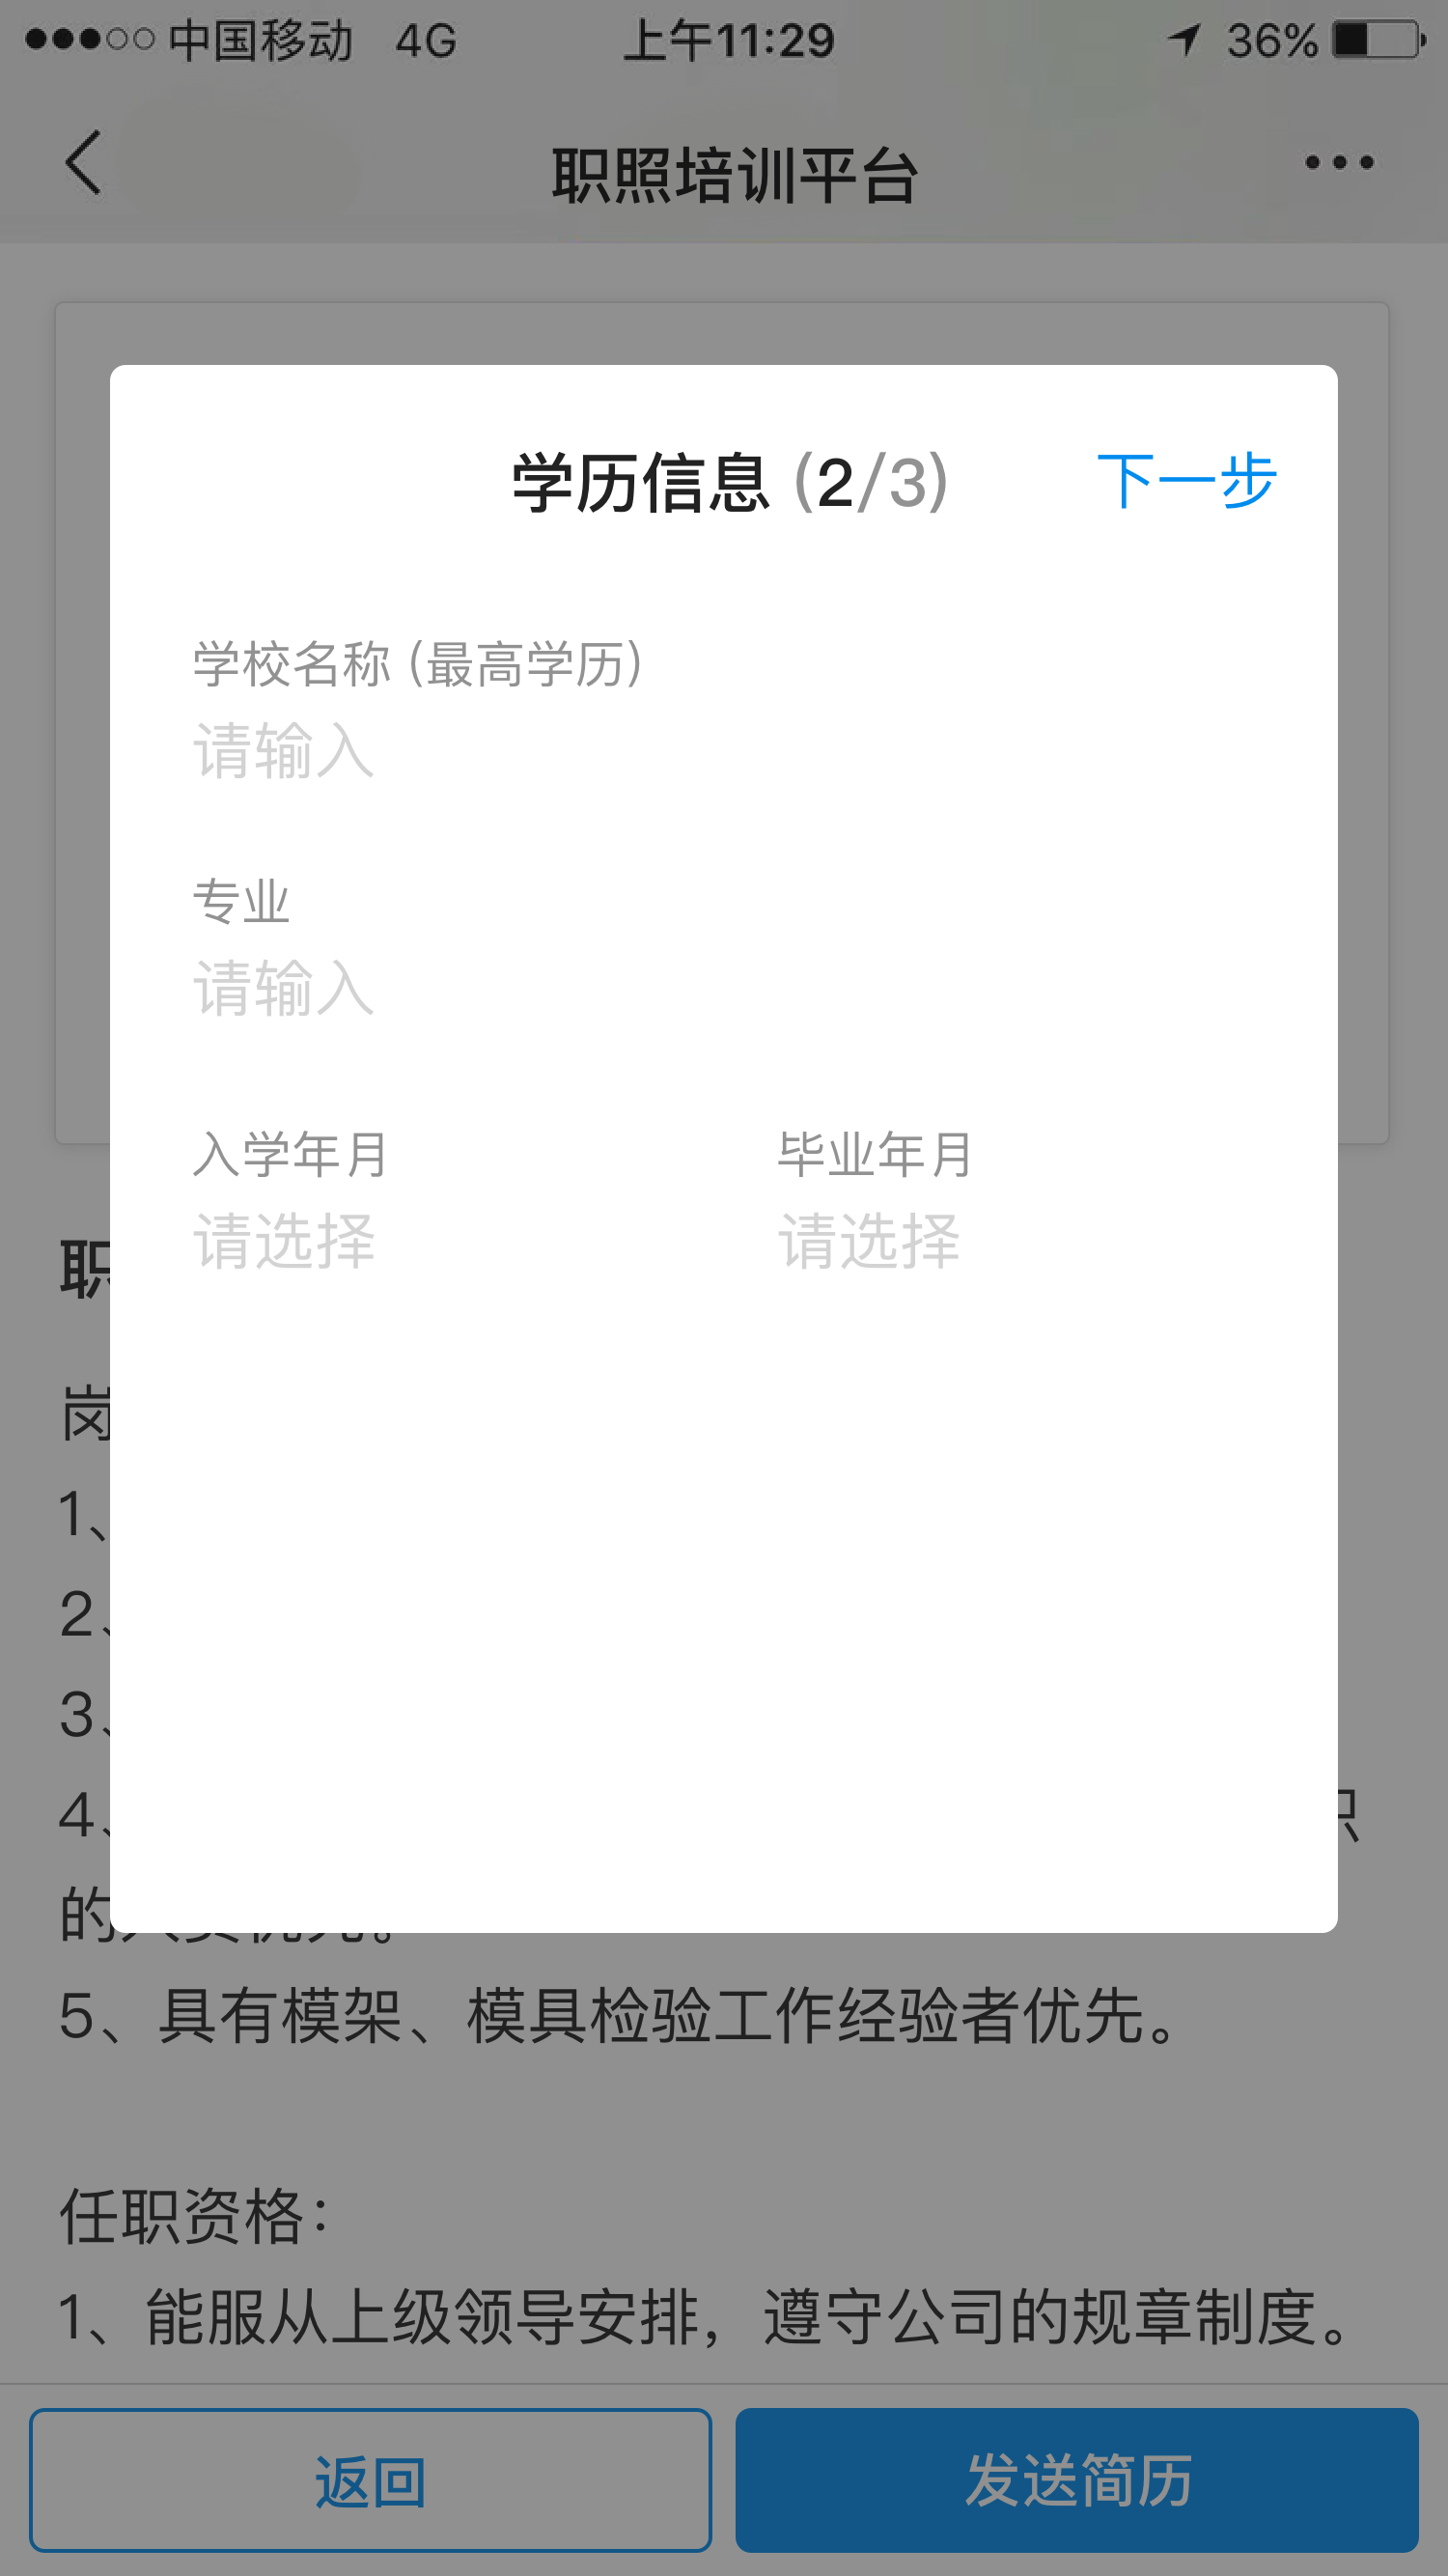 中国移动 4G 上午11:29 36%
职照培训平台
学历信息 (2/3) 下一步
学校名称 (最高学历)
请输入
专业
请输入
入学年月 毕业年月
请选择 请选择
职
岗
1、
2、
3、
4、
的
5、具有模架、模具检验工作经验者优先。
任职资格：
1、能服从上级领导安排，遵守公司的规章制度。
返回 发送简历